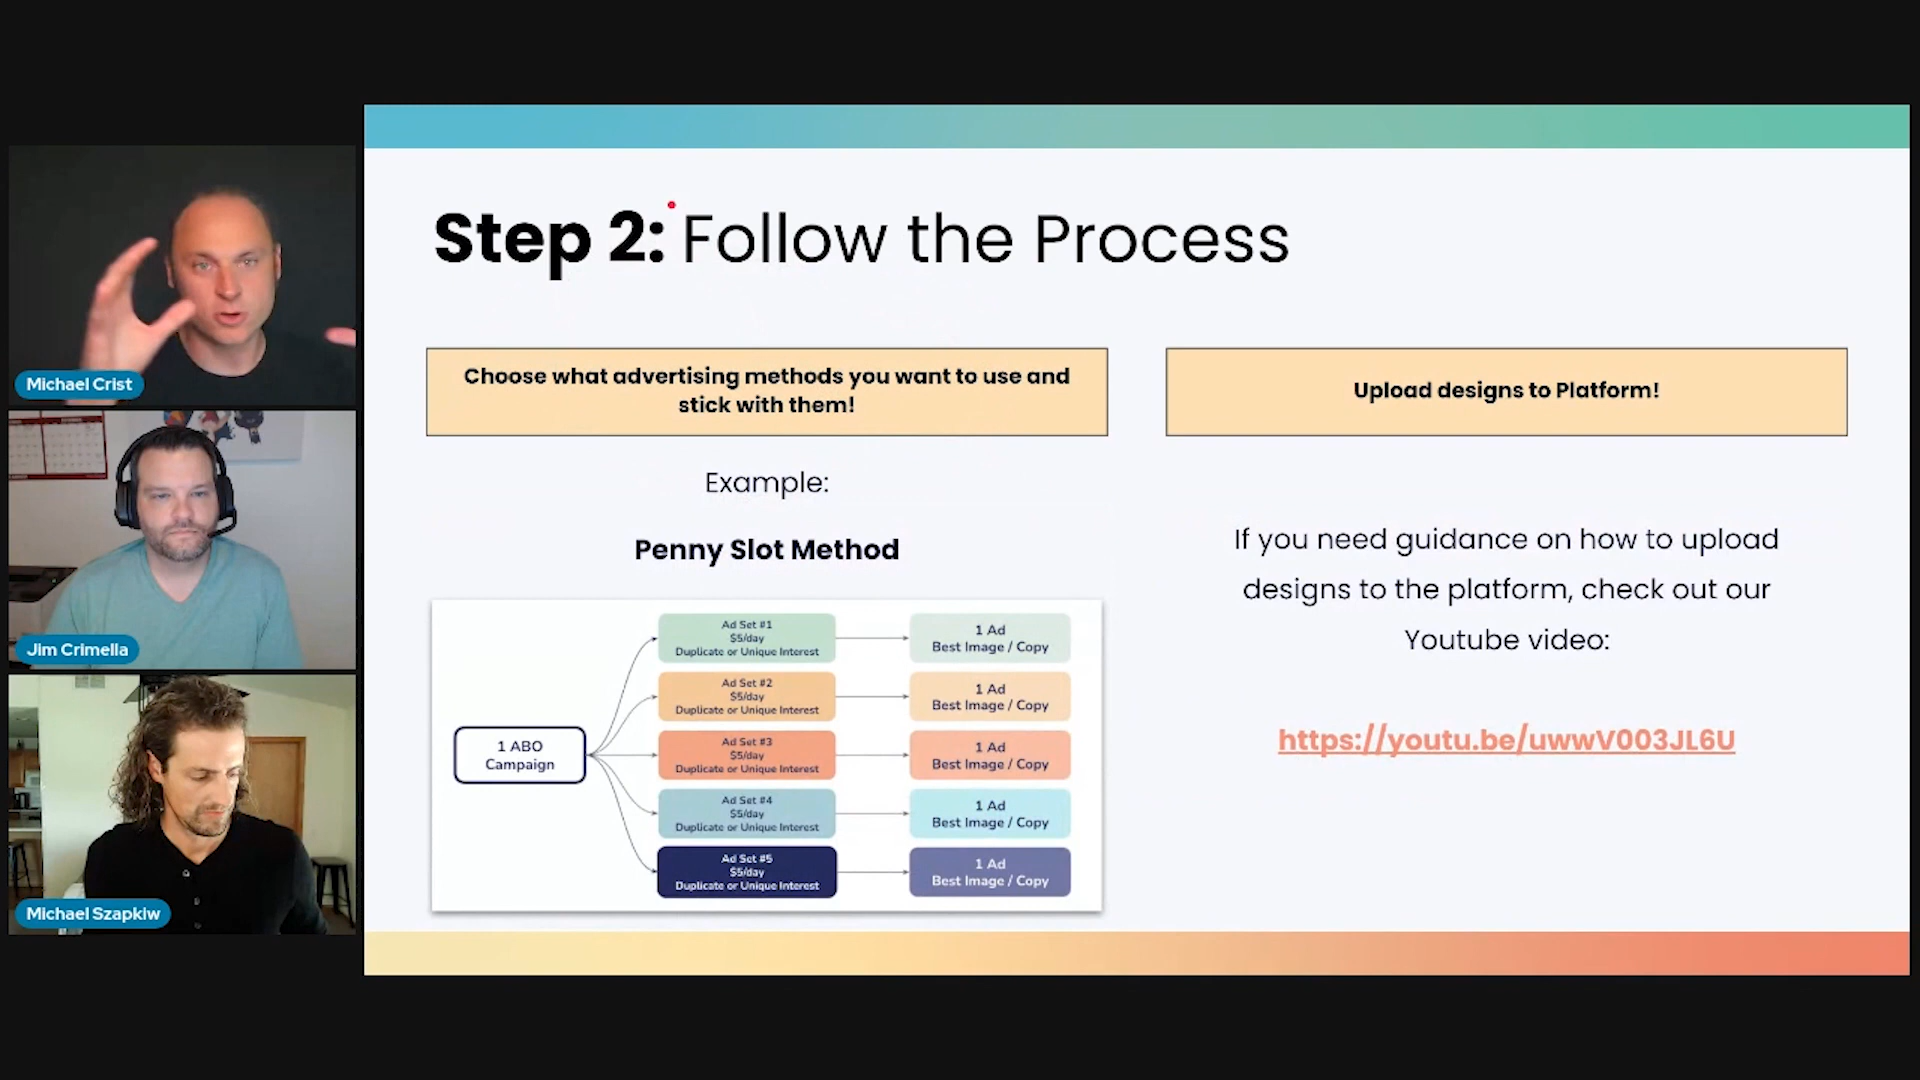 Michael Crist
Jim Crimella
Michael Szapkiw
Step 2: Follow the Process
Choose what advertising methods you want to use and
stick with them!
Example:
Penny Slot Method
1 ABO
Campaign
Ad Set #1
$5/day
Duplicate or Unique Interest
1 Ad
Best Image / Copy
Ad Set #2
$5/day
Duplicate or Unique Interest
1 Ad
Best Image / Copy
Ad Set #3
$5/day
Duplicate or Unique Interest
1 Ad
Best Image / Copy
Ad Set #4
$5/day
Duplicate or Unique Interest
1 Ad
Best Image / Copy
Ad Set #5
$5/day
Duplicate or Unique Interest
1 Ad
Best Image / Copy
Upload designs to Platform!
If you need guidance on how to upload
designs to the platform, check out our
Youtube video:
https://youtu.be/uwwV003JL6U